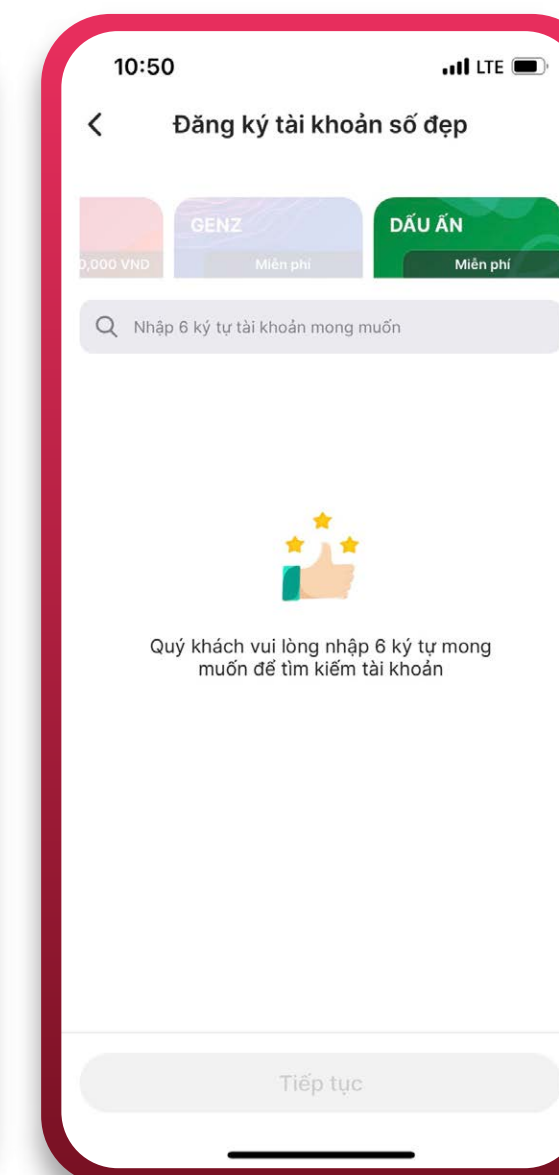 10:50
LTE
Đăng ký tài khoản số đẹp
GENZ
DẤU ẤN
0,000 VND
Miễn phí
Miễn phí
Nhập 6 ký tự tài khoản mong muốn
Quý khách vui lòng nhập 6 ký tự mong
muốn để tìm kiếm tài khoản
Tiếp tục